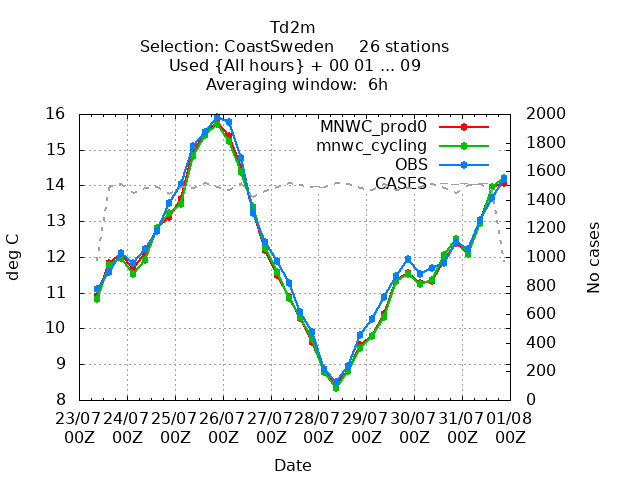 Td2m
Selection: CoastSweden     26 stations
Used {All hours} + 00 01 ... 09
Averaging window:  6h
MNWC_prod0
mnwc_cycling
OBS
CASES
deg C
16
15
14
13
12
11
10
9
8
No cases
2000
1800
1600
1400
1200
1000
800
600
400
200
0
23/07 24/07 25/07 26/07 27/07 28/07 29/07 30/07 31/07 01/08
00Z 00Z 00Z 00Z 00Z 00Z 00Z 00Z 00Z 00Z
Date